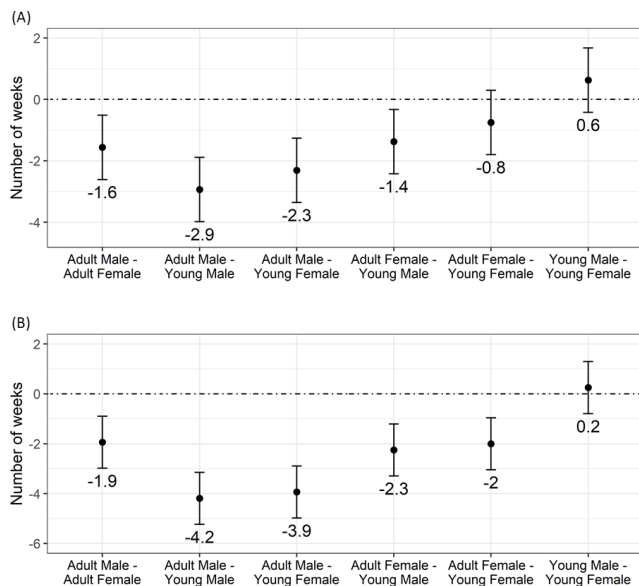 (A)
Number of weeks
2
0
-2
-4
-1.6
-2.9
-2.3
-1.4
-0.8
0.6
Adult Male - Adult Male - Adult Male - Adult Female - Adult Female - Young Male -
Adult Female Young Male Young Female Young Male Young Female Young Female
(B)
Number of weeks
2
0
-2
-4
-6
-1.9
-4.2
-3.9
-2.3
-2
0.2
Adult Male - Adult Male - Adult Male - Adult Female - Adult Female - Young Male -
Adult Female Young Male Young Female Young Male Young Female Young Female